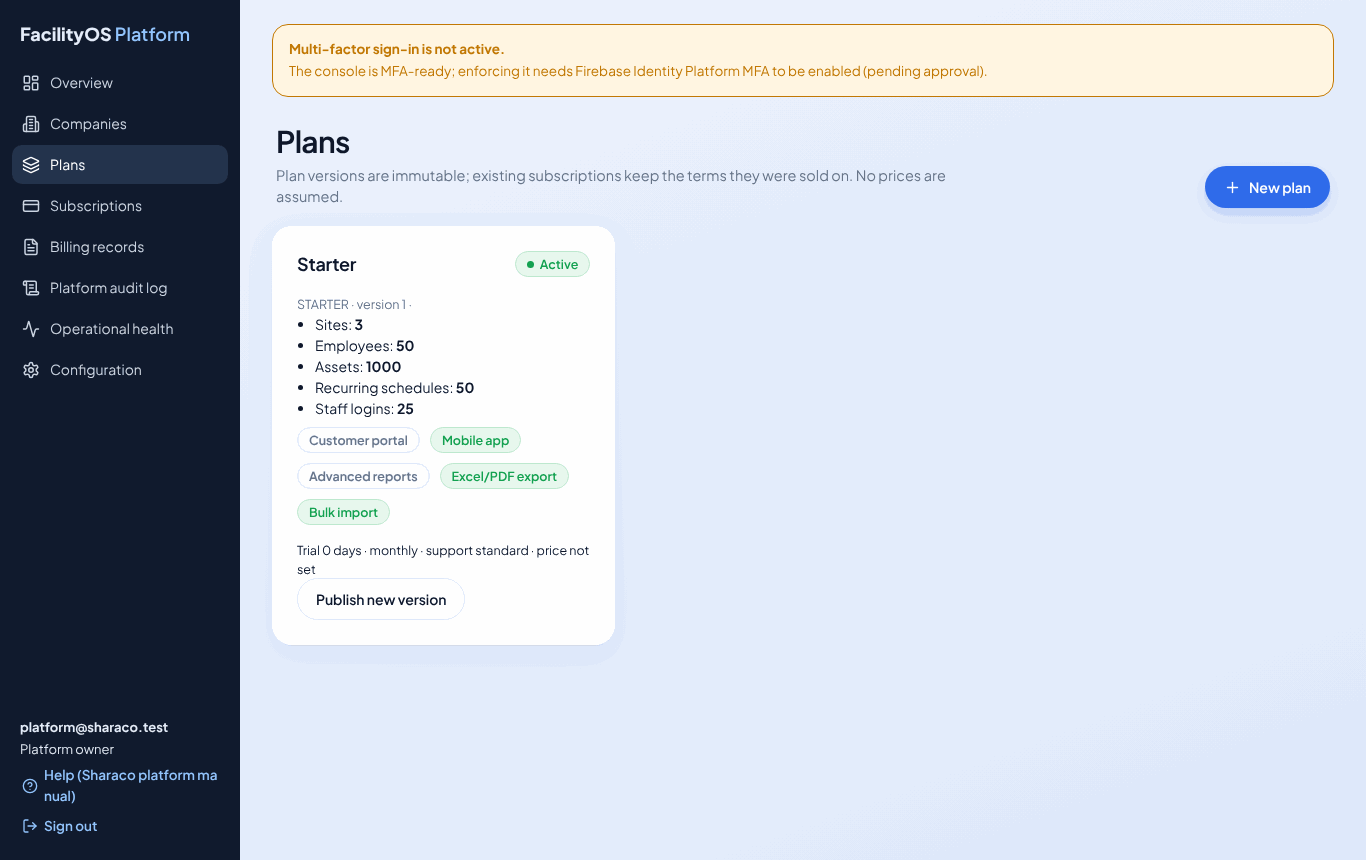 FacilityOS Platform
Overview
Companies
Plans
Subscriptions
Billing records
Platform audit log
Operational health
Configuration
platform@sharaco.test
Platform owner
Help (Sharaco platform ma
nual)
Sign out
Multi-factor sign-in is not active.
The console is MFA-ready; enforcing it needs Firebase Identity Platform MFA to be enabled (pending approval).
Plans
Plan versions are immutable; existing subscriptions keep the terms they were sold on. No prices are
assumed.
New plan
Starter
Active
STARTER · version 1 ·
Sites: 3
Employees: 50
Assets: 1000
Recurring schedules: 50
Staff logins: 25
Customer portal
Mobile app
Advanced reports
Excel/PDF export
Bulk import
Trial 0 days · monthly · support standard · price not
set
Publish new version